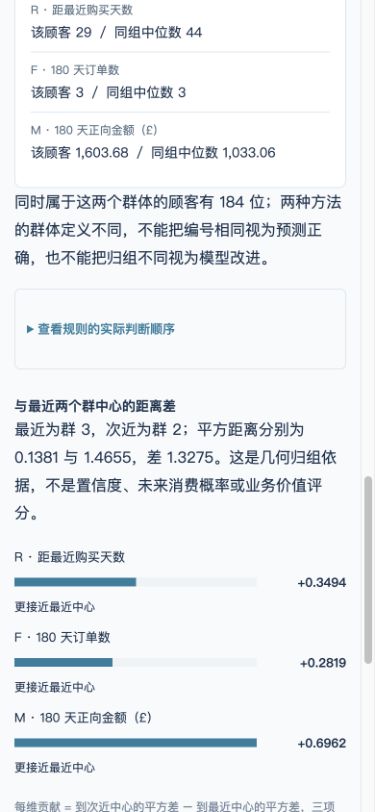 R · 距最近购买天数
该顾客 29 / 同组中位数 44
F · 180 天订单数
该顾客 3 / 同组中位数 3
M · 180 天正向金额（£）
该顾客 1,603.68 / 同组中位数 1,033.06
同时属于这两个群体的顾客有 184 位；两种方法
的群体定义不同，不能把编号相同视为预测正
确，也不能把归组不同视为模型改进。
▶ 查看规则的实际判断顺序
与最近两个群中心的距离差
最近为群 3，次近为群 2；平方距离分别为
0.1381 与 1.4655，差 1.3275。这是几何归组依
据，不是置信度、未来消费概率或业务价值评
分。
R · 距最近购买天数
+0.3494
更接近最近中心
F · 180 天订单数
+0.2819
更接近最近中心
M · 180 天正向金额（£）
+0.6962
更接近最近中心
每维贡献 = 到次近中心的平方差 − 到最近中心的平方差，三项